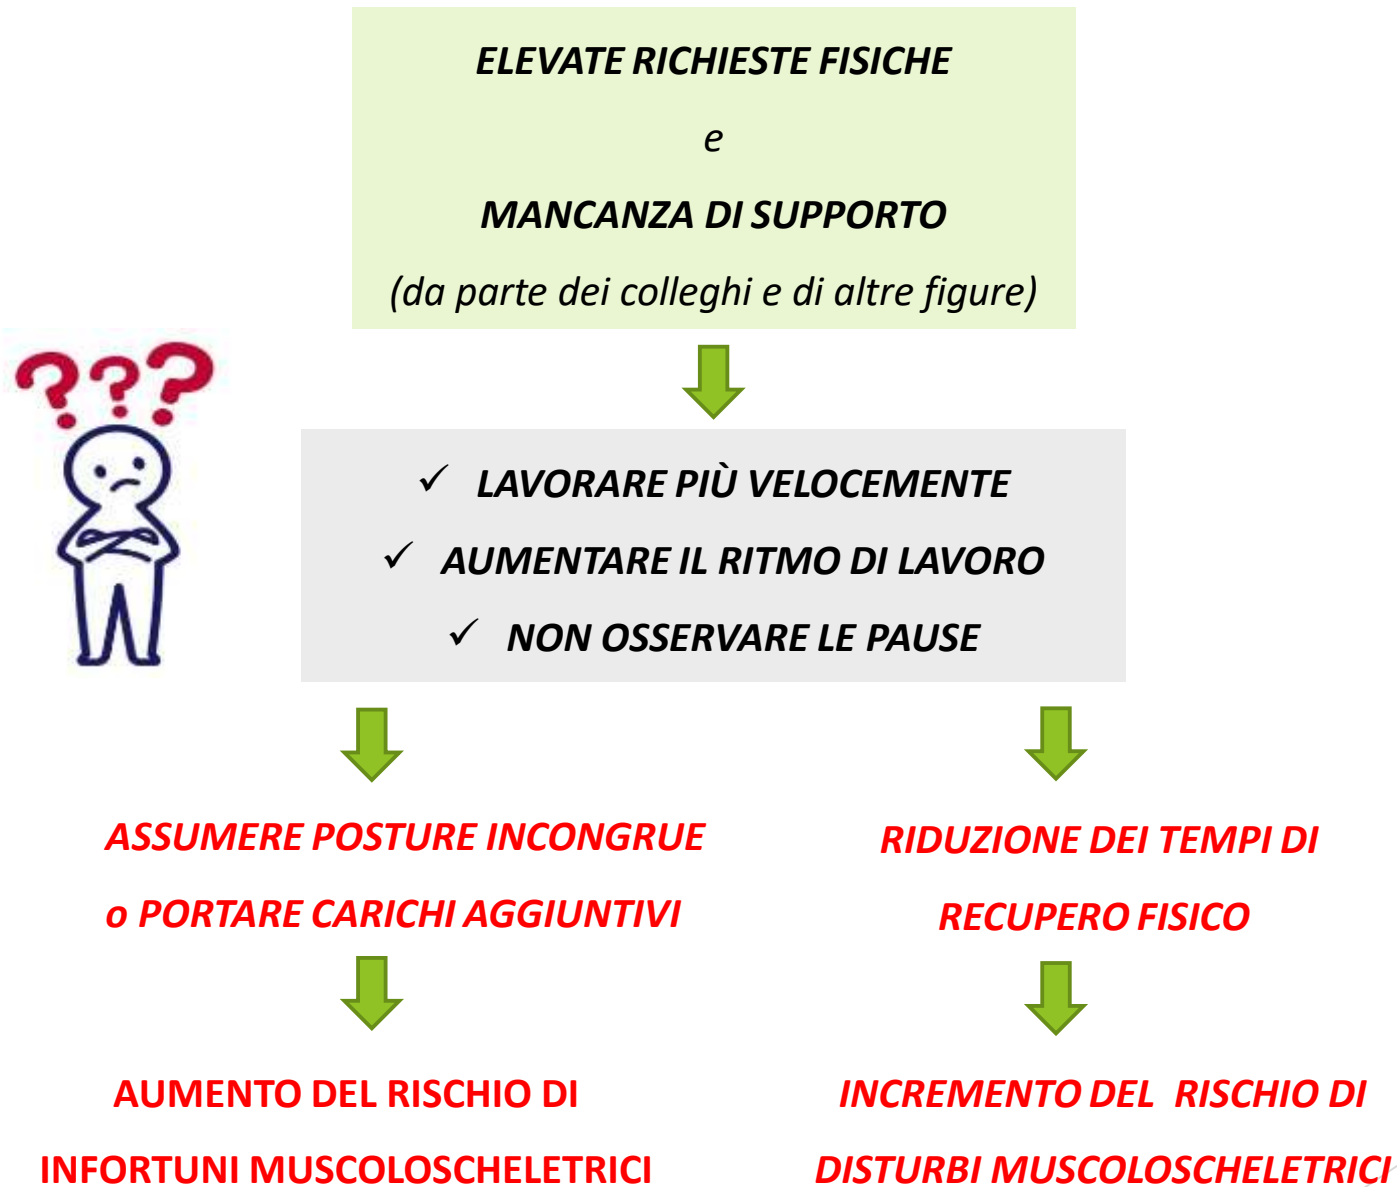 ELEVATE RICHIESTE FISICHE
e
MANCANZA DI SUPPORTO
(da parte dei colleghi e di altre figure)
???
✓ LAVORARE PIÙ VELOCEMENTE
✓ AUMENTARE IL RITMO DI LAVORO
✓ NON OSSERVARE LE PAUSE
ASSUMERE POSTURE INCONGRUE
o PORTARE CARICHI AGGIUNTIVI
RIDUZIONE DEI TEMPI DI
RECUPERO FISICO
AUMENTO DEL RISCHIO DI
INFORTUNI MUSCOLOSCHELETRICI
INCREMENTO DEL RISCHIO DI
DISTURBI MUSCOLOSCHELETRICI